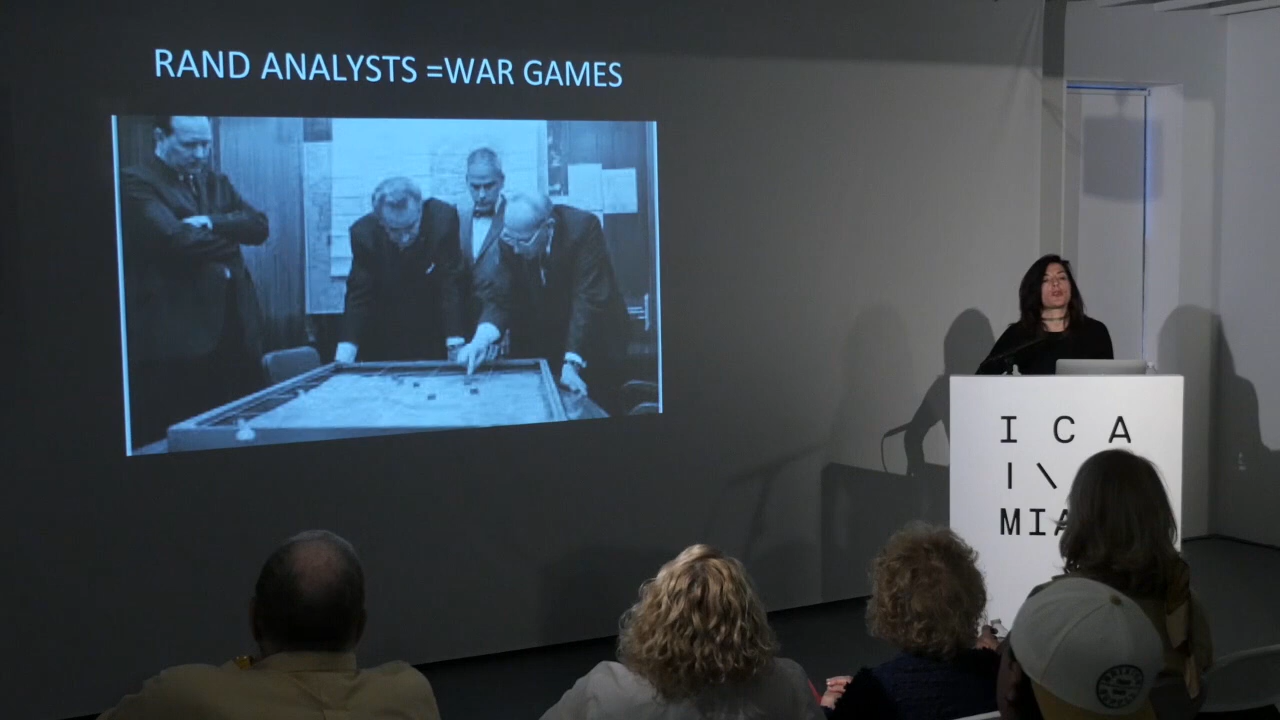 RAND ANALYSTS =WAR GAMES
I C A
I \
MIA